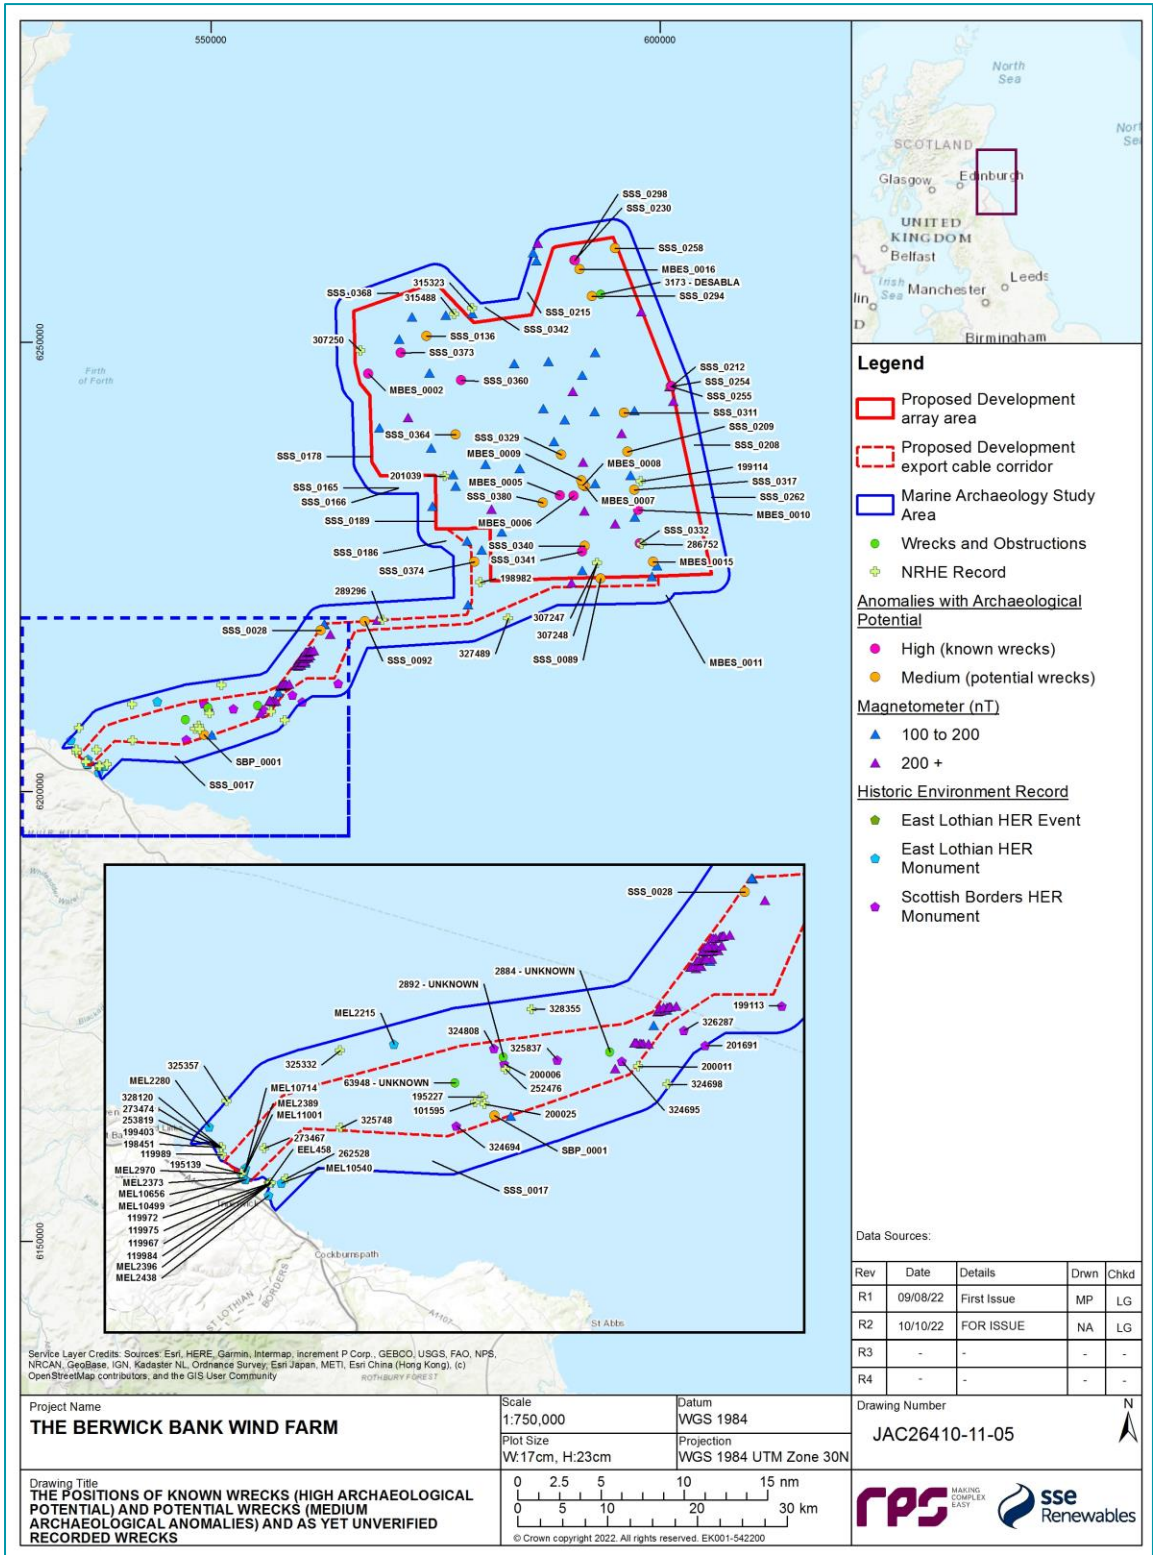 550000
600000
6250000
6200000
6150000
Firth
of Forth
SSS_0298
SSS_0230
SSS_0258
MBES_0016
3173 - DESABLA
SSS_0294
315323
SSS_0368
315488
SSS_0215
SSS_0342
307250
SSS_0136
SSS_0373
SSS_0212
SSS_0254
SSS_0255
MBES_0002
SSS_0360
SSS_0311
SSS_0209
SSS_0364
SSS_0329
SSS_0208
MBES_0009
MBES_0008
SSS_0178
199114
201039
MBES_0005
SSS_0317
SSS_0165
SSS_0380
MBES_0007
SSS_0262
SSS_0166
MBES_0010
SSS_0189
MBES_0006
SSS_0332
286752
SSS_0186
SSS_0340
SSS_0341
MBES_0015
SSS_0374
198982
289296
307247
SSS_0028
307248
327489
SSS_0089
SSS_0092
MBES_0011
SBP_0001
SSS_0017
SSS_0028
2884 - UNKNOWN
2892 - UNKNOWN
199113
328355
MEL2215
326287
324808
325837
201691
325332
325357
200006
200011
MEL2280
MEL10714
63948 - UNKNOWN
252476
324698
328120
MEL2389
195227
273474
MEL11001
101595
324695
253819
325748
200025
199403
198451
273467
119989
EEL458
324694
SBP_0001
195139
262528
MEL2970
MEL10540
MEL2373
SSS_0017
MEL10656
MEL10499
119972
119975
119967
119984
MEL2396
MEL2438
Cockburnspath
EAST LOTHIAN
BORDERS
A1107
St Abbs
ROTHBURY FOREST
Service Layer Credits: Sources: Esri, HERE, Garmin, Intermap, increment P Corp., GEBCO, USGS, FAO, NPS,
NRCAN, GeoBase, IGN, Kadaster NL, Ordnance Survey, Esri Japan, METI, Esri China (Hong Kong), (c)
OpenStreetMap contributors, and the GIS User Community
North
Sea
SCOTLAND
Glasgow
Edinburgh
UNITED
KINGDOM
Belfast
Irish
Sea
Leeds
Manchester
Birmingham
Legend
Proposed Development
array area
Proposed Development
export cable corridor
Marine Archaeology Study
Area
Wrecks and Obstructions
NRHE Record
Anomalies with Archaeological
Potential
High (known wrecks)
Medium (potential wrecks)
Magnetometer (nT)
100 to 200
200 +
Historic Environment Record
East Lothian HER Event
East Lothian HER
Monument
Scottish Borders HER
Monument
Data Sources:
Rev Date Details Drwn Chkd
R1 09/08/22 First Issue MP LG
R2 10/10/22 FOR ISSUE NA LG
R3 - - - -
R4 - - - -
Project Name
THE BERWICK BANK WIND FARM
Scale
1:750,000
Datum
WGS 1984
Plot Size
W:17cm, H:23cm
Projection
WGS 1984 UTM Zone 30N
Drawing Number
JAC26410-11-05
N
Drawing Title
THE POSITIONS OF KNOWN WRECKS (HIGH ARCHAEOLOGICAL
POTENTIAL) AND POTENTIAL WRECKS (MEDIUM
ARCHAEOLOGICAL ANOMALIES) AND AS YET UNVERIFIED
RECORDED WRECKS
0 2.5 5 10 15 nm
0 5 10 20 30 km
© Crown copyright 2022. All rights reserved. EK001-542200
rps
MAKING
COMPLEX
EASY
sse
Renewables